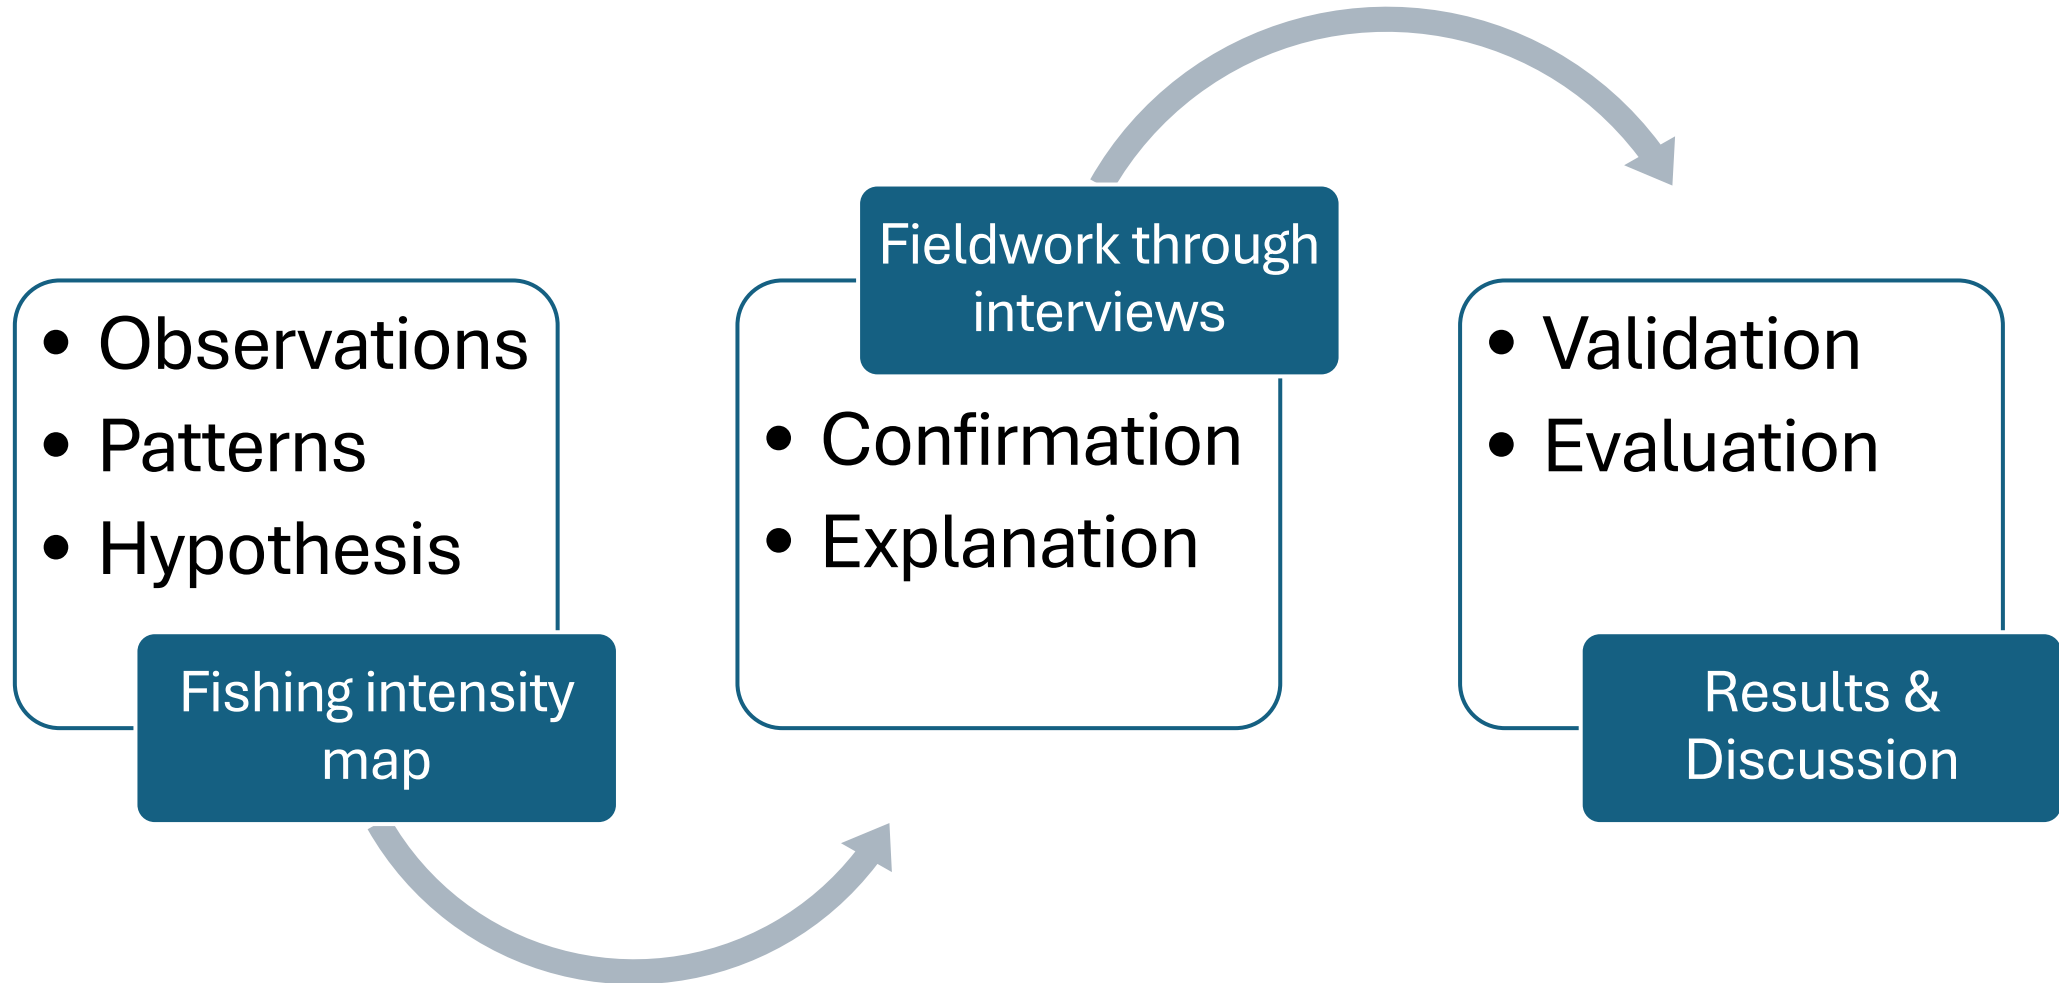 • Observations
• Patterns
• Hypothesis
Fishing intensity
map
Fieldwork through
interviews
• Confirmation
• Explanation
• Validation
• Evaluation
Results &
Discussion